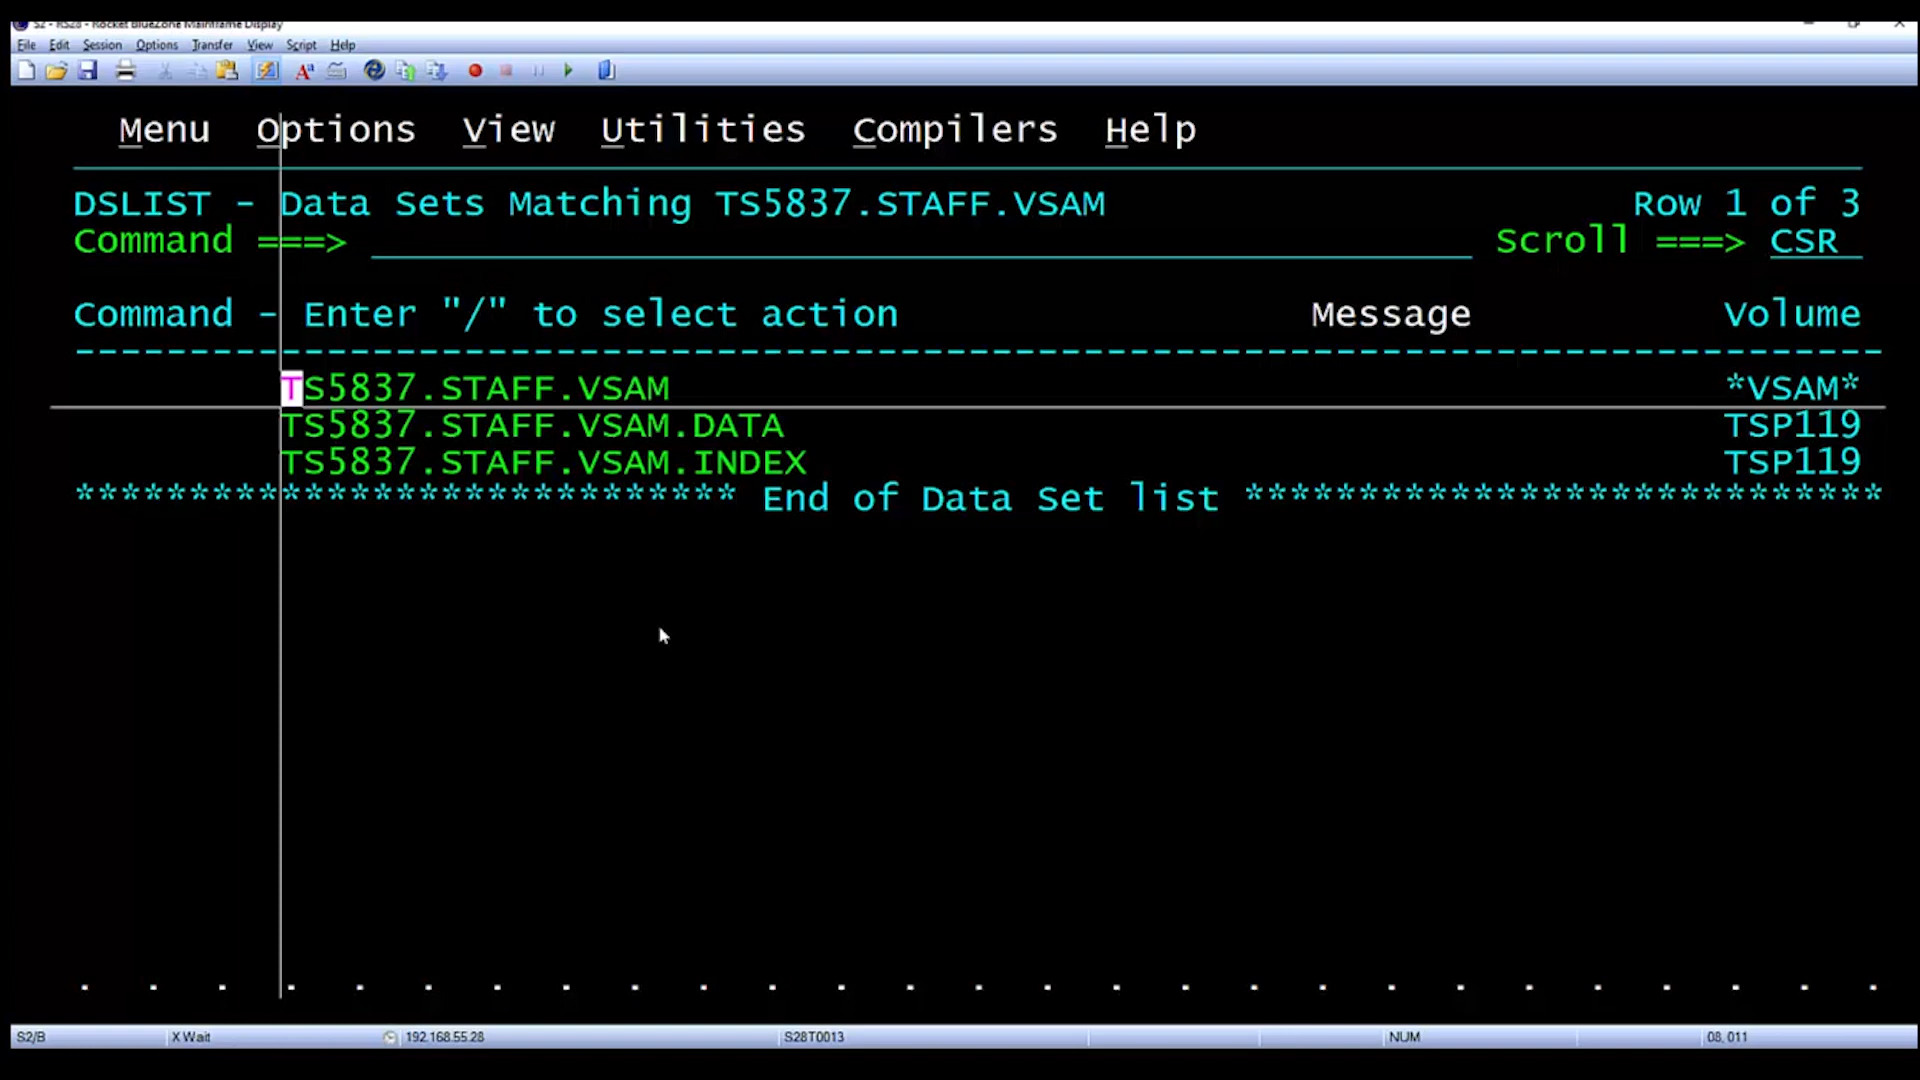 S2 - RS28 - Rocket BlueZone Mainframe Display
File Edit Session Options Transfer View Script Help
Menu Options View Utilities Compilers Help
DSLIST - Data Sets Matching TS5837.STAFF.VSAM Row 1 of 3
Command ===> Scroll ===> CSR
Command - Enter "/" to select action Message Volume
-------------------------------------------------------------------------------
TS5837.STAFF.VSAM *VSAM*
TS5837.STAFF.VSAM.DATA TSP119
TS5837.STAFF.VSAM.INDEX TSP119
***************************** End of Data Set list ****************************
. . . . . . . . . . . . . . . . . . . . . . . . . . .
S2/B X Wait 192.168.55.28 S28T0013 NUM 08, 011